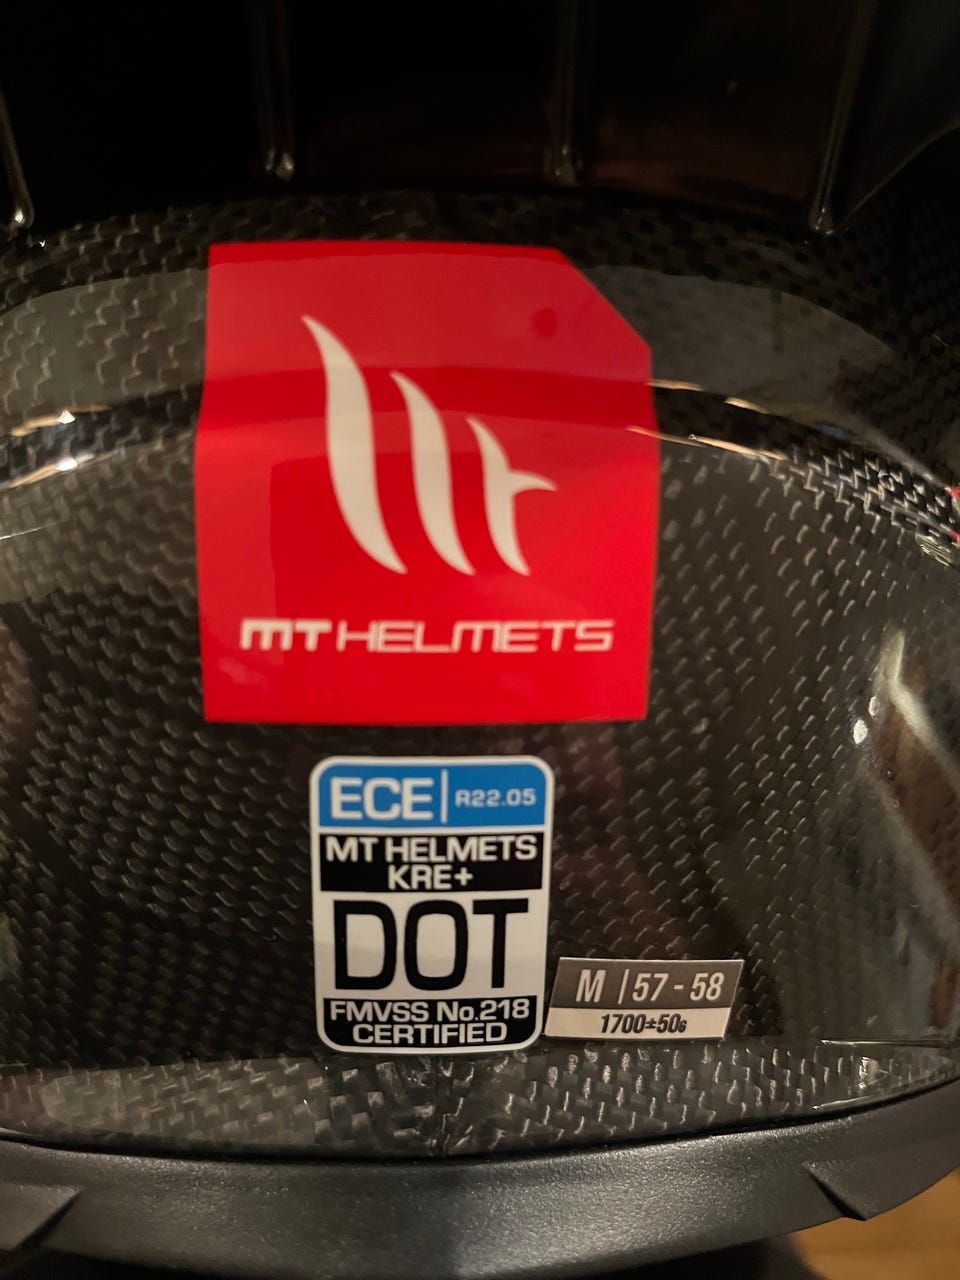 MT HELMETS
ECE | R22.05
MT HELMETS
KRE+
DOT
FMVSS No.218
CERTIFIED
M | 57 - 58
1700±50G